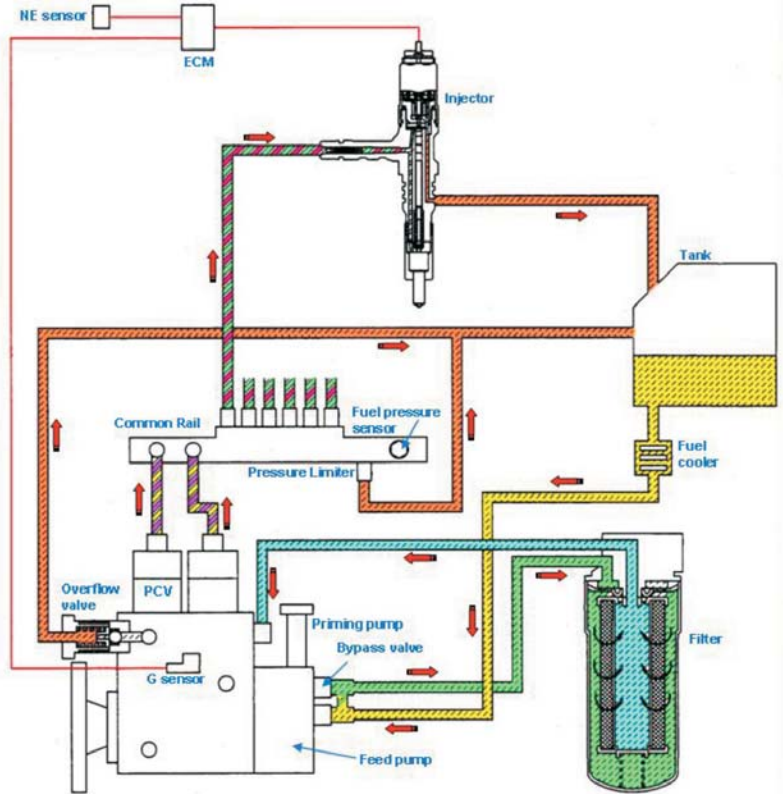 NE sensor
ECM
Injector
Tank
Common Rail
Fuel pressure
sensor
Fuel
cooler
Pressure Limiter
Overflow
valve
PCV
Priming pump
Bypass valve
Filter
G sensor
Feed pump